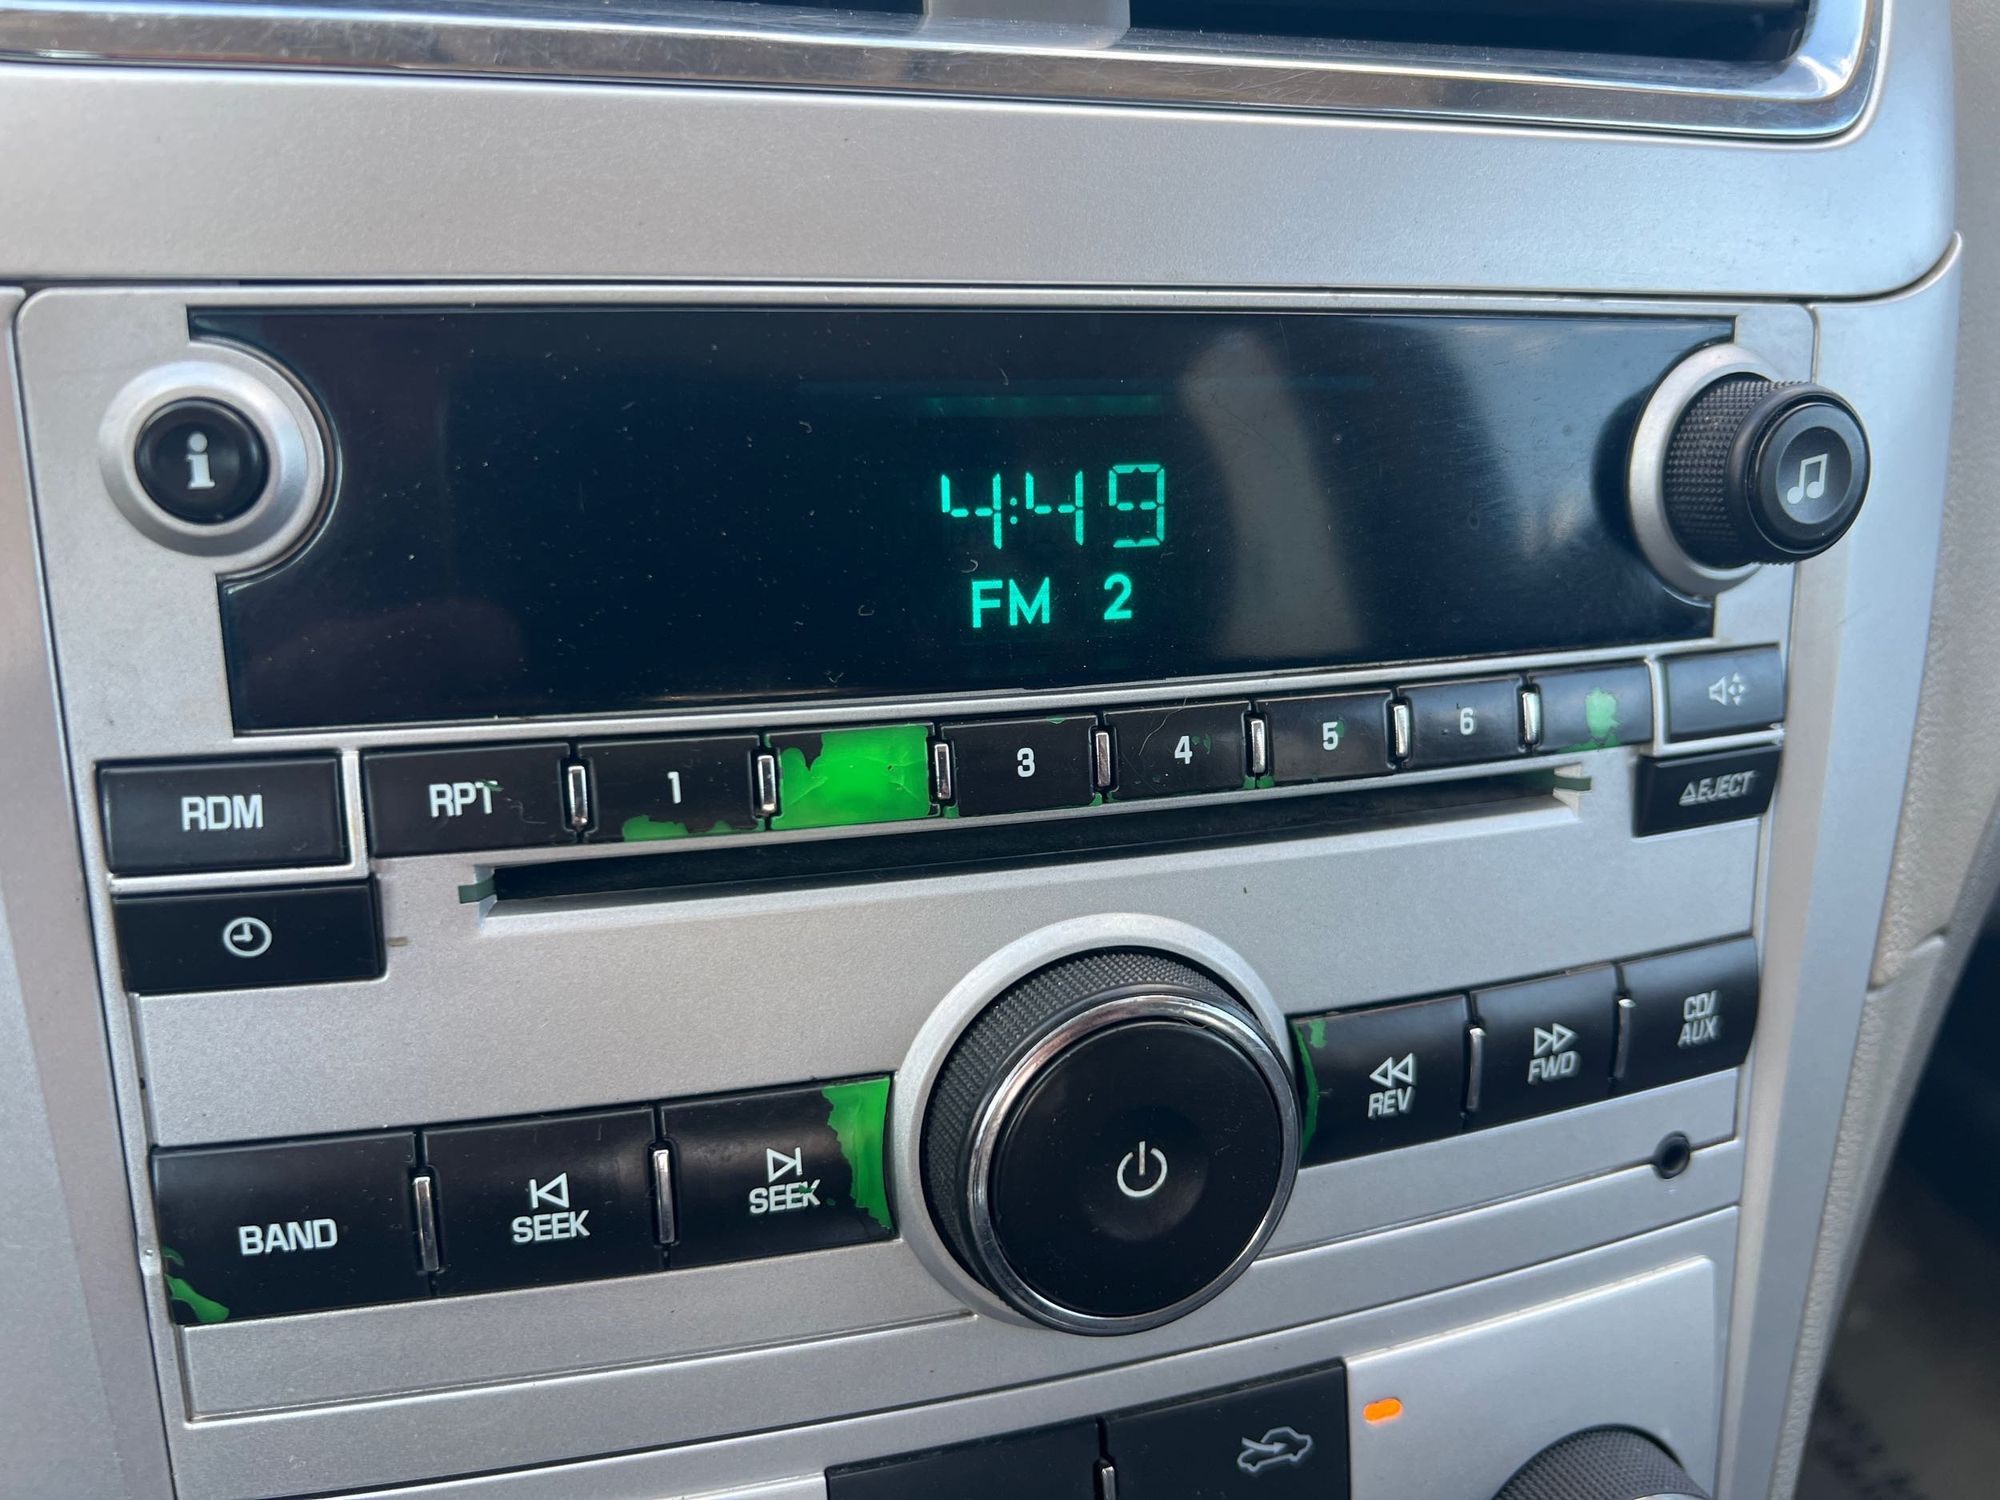 4:49
FM 2
RPT
1
3
4
5
6
RDM
EJECT
BAND
SEEK
SEEK
REV
FWD
CD/
AUX